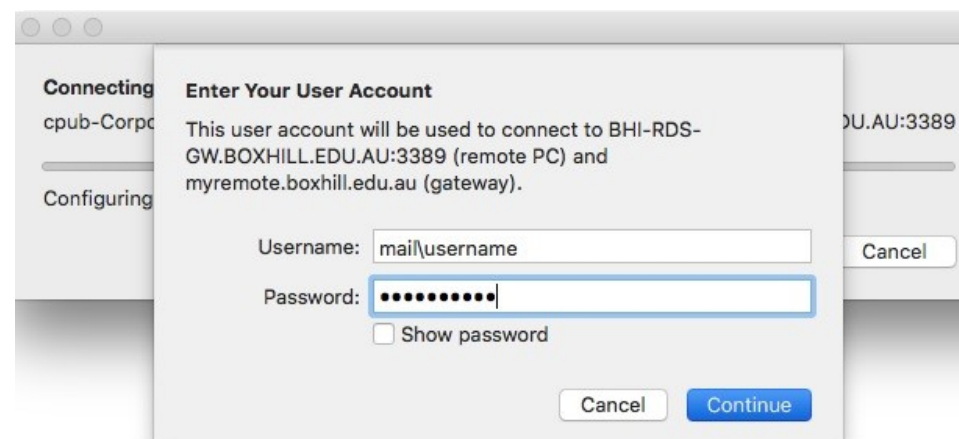 Connecting
cpub-Corpo
DU.AU:3389
Configuring
Cancel
Enter Your User Account
This user account will be used to connect to BHI-RDS-
GW.BOXHILL.EDU.AU:3389 (remote PC) and
myremote.boxhill.edu.au (gateway).
Username: mail\username
Password: ••••••••••
Show password
Cancel Continue